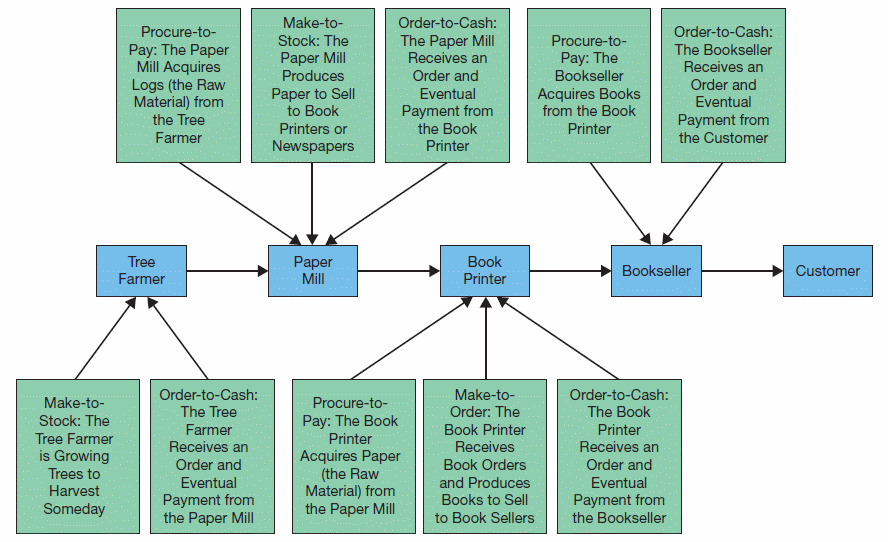 Procure-to-
Pay: The Paper
Mill Acquires
Logs (the Raw
Material) from
the Tree
Farmer
Make-to-
Stock: The
Paper Mill
Produces
Paper to Sell
to Book
Printers or
Newspapers
Order-to-Cash:
The Paper Mill
Receives an
Order and
Eventual
Payment from
the Book
Printer
Procure-to-
Pay: The
Bookseller
Acquires Books
from the Book
Printer
Order-to-Cash:
The Bookseller
Receives an
Order and
Eventual
Payment from
the Customer
Tree
Farmer
Paper
Mill
Book
Printer
Bookseller
Customer
Make-to-
Stock: The
Tree Farmer
is Growing
Trees to
Harvest
Someday
Order-to-Cash:
The Tree
Farmer
Receives an
Order and
Eventual
Payment from
the Paper Mill
Procure-to-
Pay: The Book
Printer
Acquires Paper
(the Raw
Material) from
the Paper Mill
Make-to-
Order: The
Book Printer
Receives
Book Orders
and Produces
Books to Sell
to Book Sellers
Order-to-Cash:
The Book
Printer
Receives an
Order and
Eventual
Payment from
the Bookseller